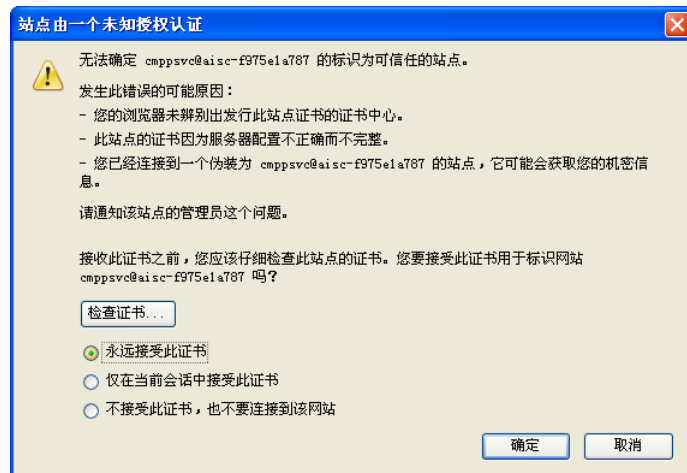 站点由一个未知授权认证
无法确定 cmppsvc@aisc-f975e1a787 的标识为可信任的站点。
发生此错误的可能原因：
- 您的浏览器未辨别出发行此站点证书的证书中心。
- 此站点的证书因为服务器配置不正确而不完整。
- 您已经连接到一个伪装为 cmppsvc@aisc-f975e1a787 的站点，它可能会获取您的机密信
息。
请通知该站点的管理员这个问题。
接收此证书之前，您应该仔细检查此站点的证书。您要接受此证书用于标识网站
cmppsvc@aisc-f975e1a787 吗？
检查证书...
永远接受此证书
仅在当前会话中接受此证书
不接受此证书，也不要连接到该网站
确定
取消